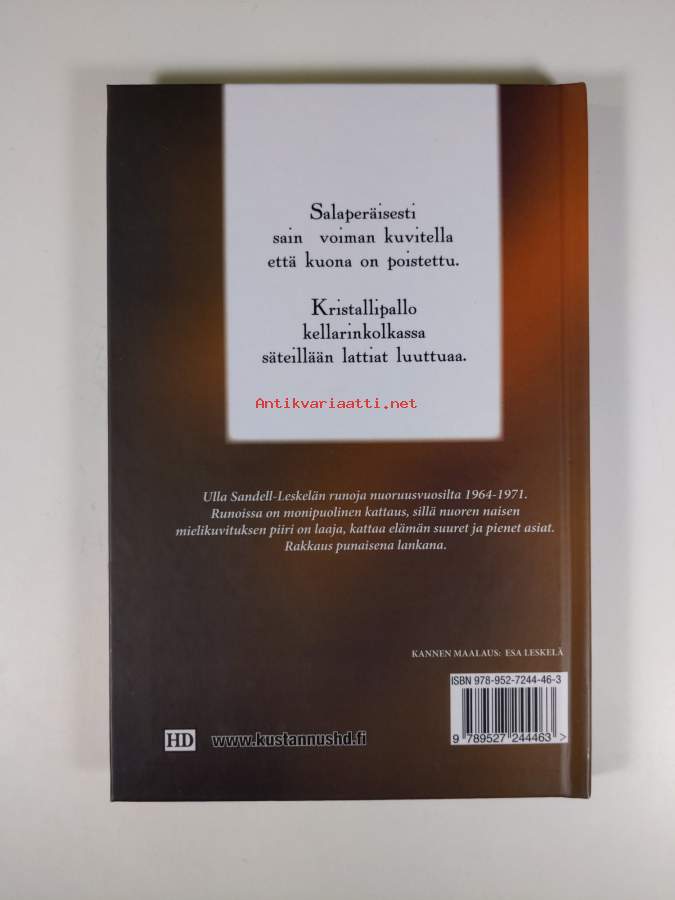 Salaperäisesti
sain voiman kuvitella
että kuona on poistettu.
Kristallipallo
kellarinkolkassa
säteillään lattiat luuttuaa.
Antikvariaatti.net
Ulla Sandell-Leskelän runoja nuoruusvuosilta 1964-1971.
Runoissa on monipuolinen kattaus, sillä nuoren naisen
mielikuvituksen piiri on laaja, kattaa elämän suuret ja pienet asiat.
Rakkaus punaisena lankana.
KANNEN MAALAUS: ESA LESKELÄ
ISBN 978-952-7244-46-3
HD www.kustannushd.fi
9 789527 244463 >